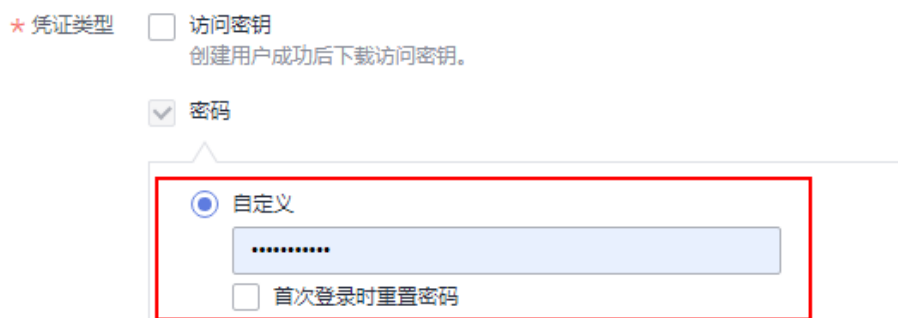 * 凭证类型 访问密钥
创建用户成功后下载访问密钥。
密码
自定义
•••••••••••
首次登录时重置密码